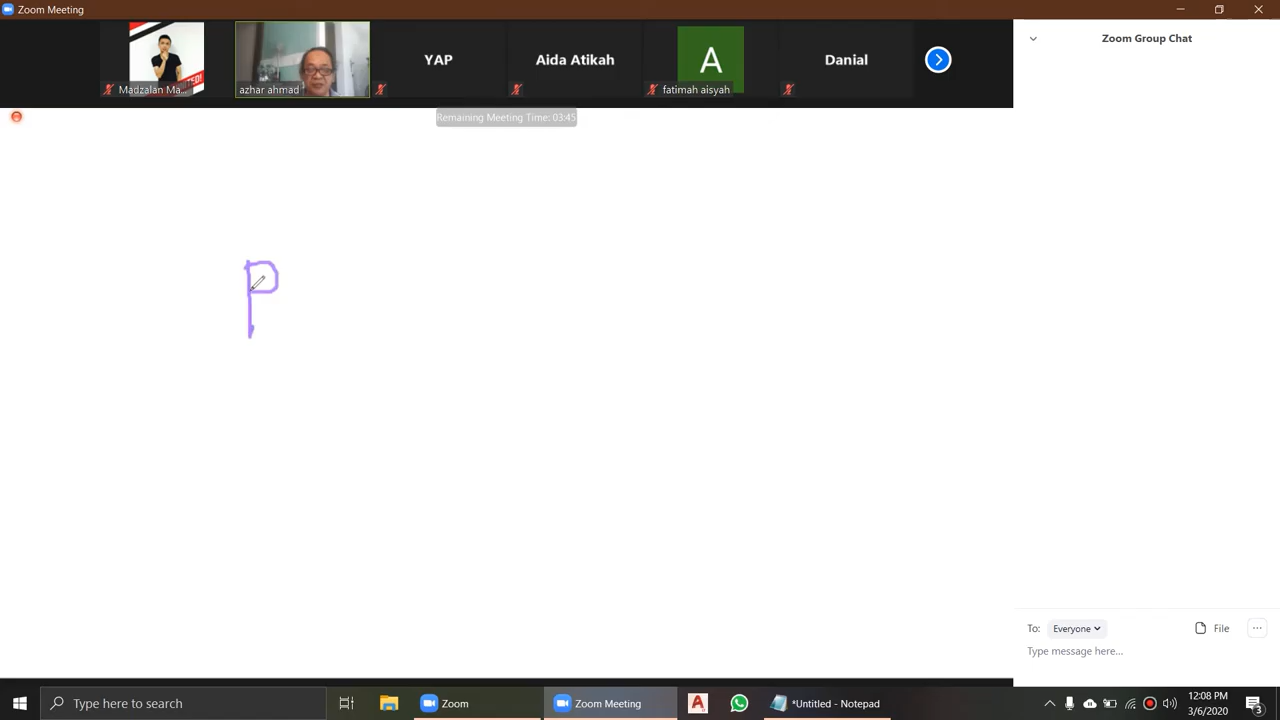 Zoom Meeting
Zoom Group Chat
YAP
Aida Atikah
A
Danial
Madzalan Ma...
azhar ahmad
fatimah aisyah
Remaining Meeting Time: 03:45
P
To: Everyone
File
Type message here...
Type here to search
Zoom
Zoom Meeting
*Untitled - Notepad
12:08 PM
3/6/2020
3